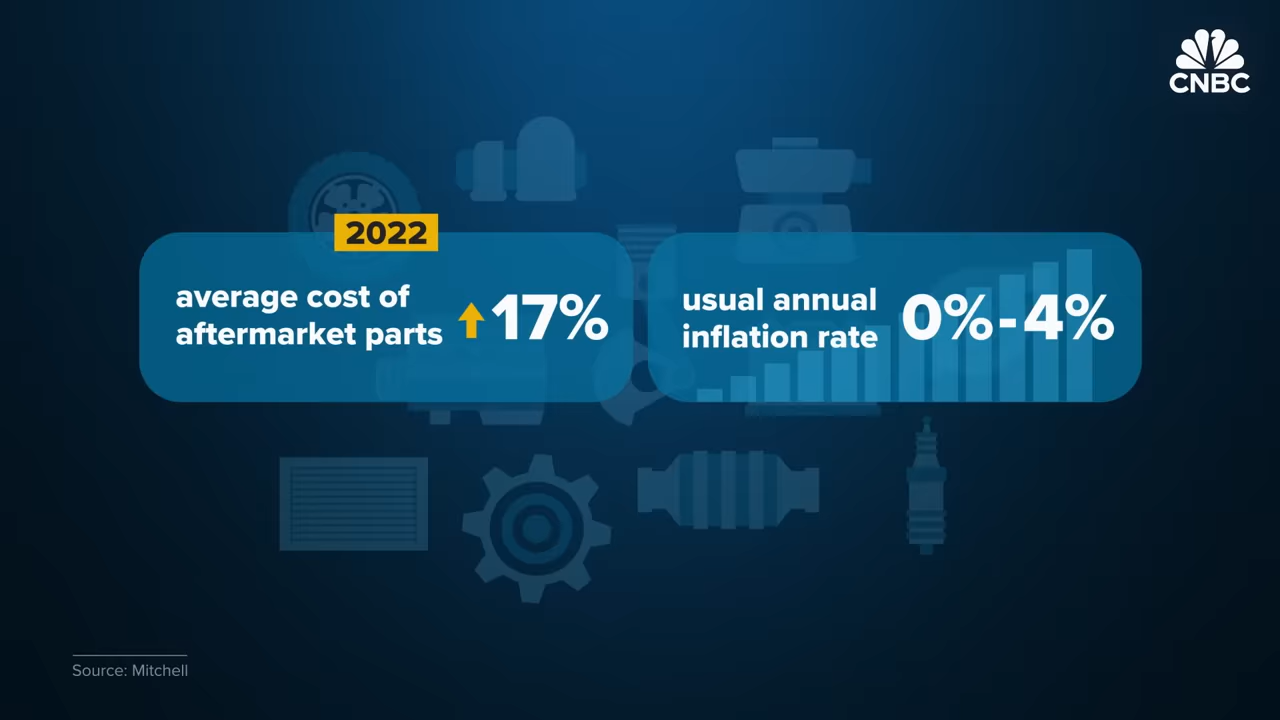 CNBC
2022
average cost of
aftermarket parts
17%
usual annual
inflation rate
0%-4%
Source: Mitchell